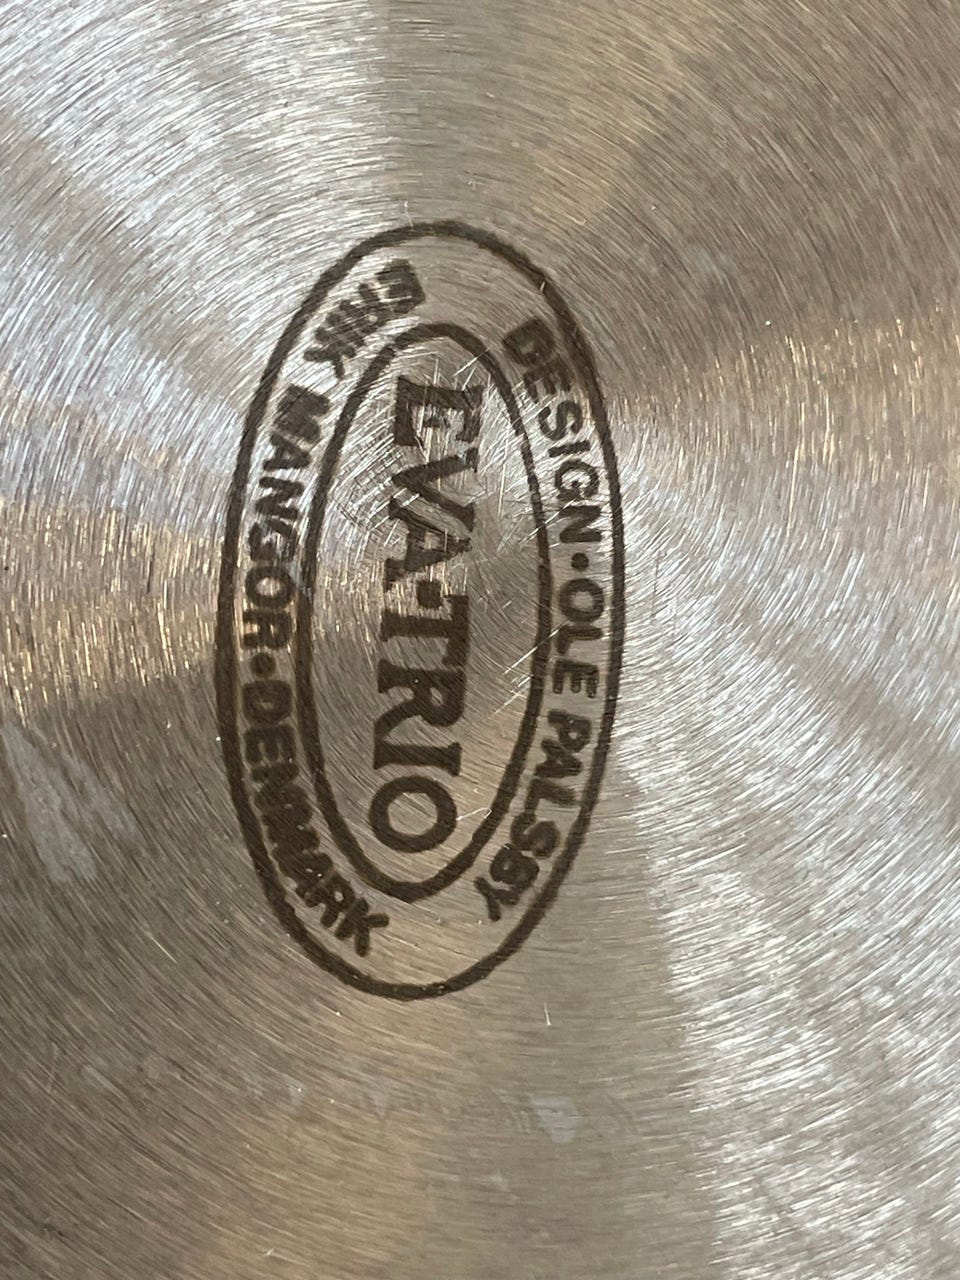 DESIGN·OLE PALSBY
EVA·TRIO
ERIK MANGOR·DENMARK